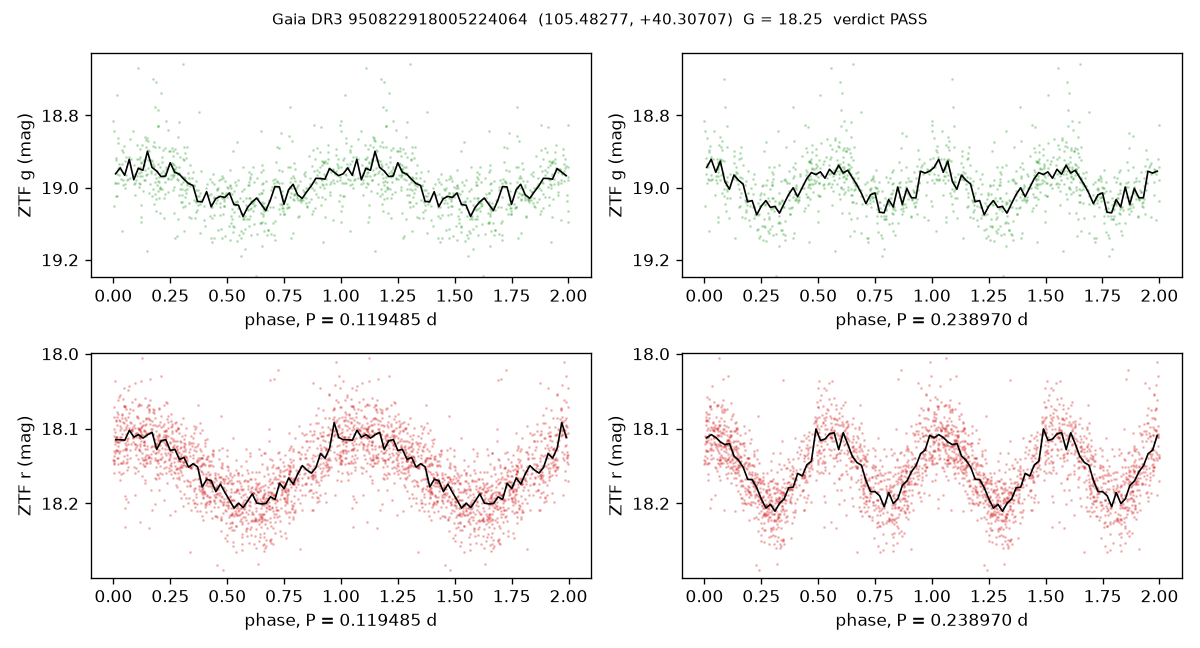 Gaia DR3 950822918005224064 (105.48277, +40.30707) G = 18.25 verdict PASS
ZTF g (mag)
18.8
19.0
19.2
0.00 0.25 0.50 0.75 1.00 1.25 1.50 1.75 2.00
phase, P = 0.119485 d
ZTF g (mag)
18.8
19.0
19.2
0.00 0.25 0.50 0.75 1.00 1.25 1.50 1.75 2.00
phase, P = 0.238970 d
ZTF r (mag)
18.0
18.1
18.2
0.00 0.25 0.50 0.75 1.00 1.25 1.50 1.75 2.00
phase, P = 0.119485 d
ZTF r (mag)
18.0
18.1
18.2
0.00 0.25 0.50 0.75 1.00 1.25 1.50 1.75 2.00
phase, P = 0.238970 d